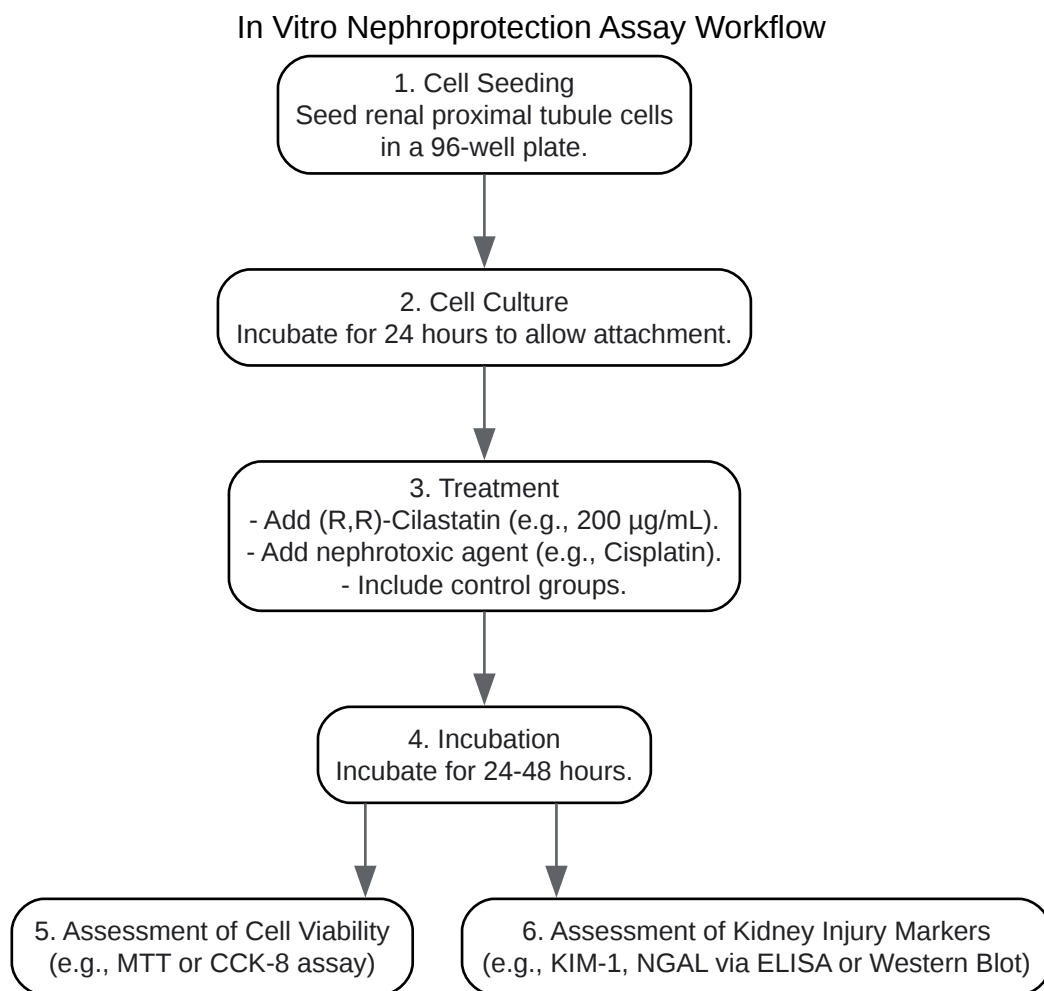 In Vitro Nephroprotection Assay Workflow
1. Cell Seeding
Seed renal proximal tubule cells
in a 96-well plate.
2. Cell Culture
Incubate for 24 hours to allow attachment.
3. Treatment
- Add (R,R)-Cilastatin (e.g., 200 µg/mL).
- Add nephrotoxic agent (e.g., Cisplatin).
- Include control groups.
4. Incubation
Incubate for 24-48 hours.
5. Assessment of Cell Viability
(e.g., MTT or CCK-8 assay)
6. Assessment of Kidney Injury Markers
(e.g., KIM-1, NGAL via ELISA or Western Blot)